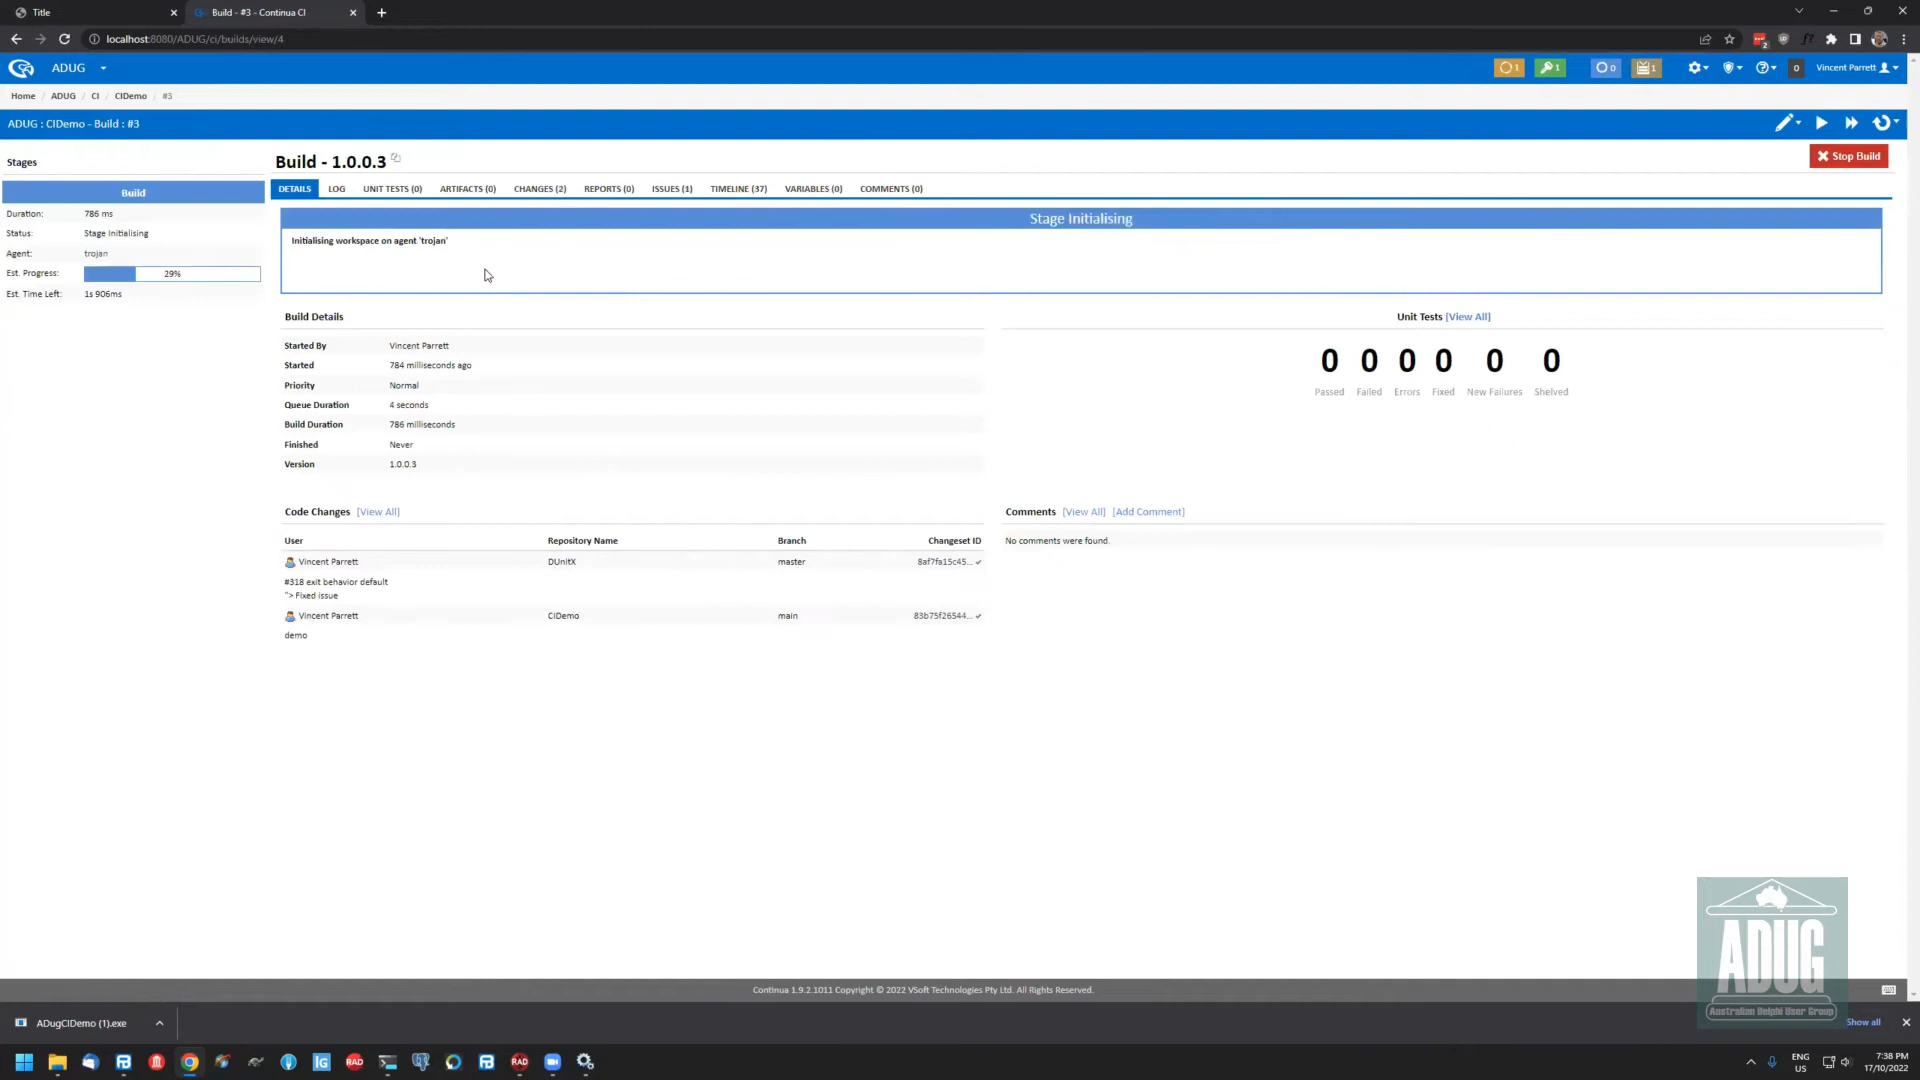 Title
Build - #3 - Continua CI
localhost:8080/ADUG/ci/builds/view/4
ADUG
1
1
0
1
0
Vincent Parrett
Home / ADUG / CI / CIDemo / #3
ADUG : CIDemo - Build : #3
Stages
Build - 1.0.0.3
Stop Build
Build
DETAILS
LOG
UNIT TESTS (0)
ARTIFACTS (0)
CHANGES (2)
REPORTS (0)
ISSUES (1)
TIMELINE (37)
VARIABLES (0)
COMMENTS (0)
Duration: 786 ms
Status: Stage Initialising
Agent: trojan
Est. Progress: 29%
Est. Time Left: 1s 906ms
Stage Initialising
Initialising workspace on agent 'trojan'
Build Details
Started By Vincent Parrett
Started 784 milliseconds ago
Priority Normal
Queue Duration 4 seconds
Build Duration 786 milliseconds
Finished Never
Version 1.0.0.3
Unit Tests [View All]
0 0 0 0 0 0
Passed Failed Errors Fixed New Failures Shelved
Code Changes [View All]
User Repository Name Branch Changeset ID
Vincent Parrett DUnitX master 8af7fa15c45...
#318 exit behavior default
"> Fixed issue
Vincent Parrett CIDemo main 83b75f26544...
demo
Comments [View All] [Add Comment]
No comments were found.
ADUG
Australian Delphi User Group
Continua 1.9.2.1011 Copyright © 2022 VSoft Technologies Pty Ltd. All Rights Reserved.
ADugCIDemo (1).exe
Show all
IG
RAD
RAD
ENG
US
7:38 PM
17/10/2022